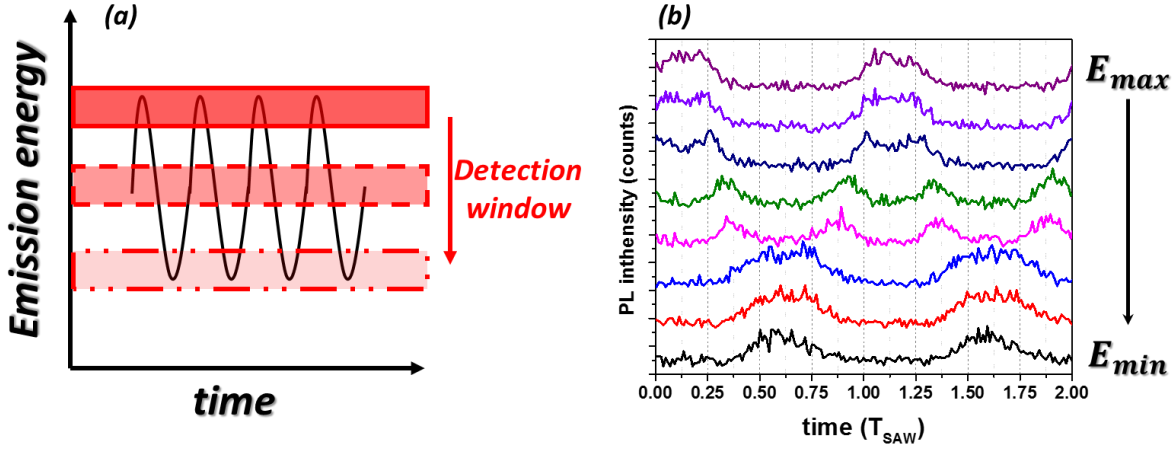 (a)
Emission energy
Detection
window
time
(b)
PL inthensity (counts)
E_max
E_min
0.00 0.25 0.50 0.75 1.00 1.25 1.50 1.75 2.00
time (T_SAW)